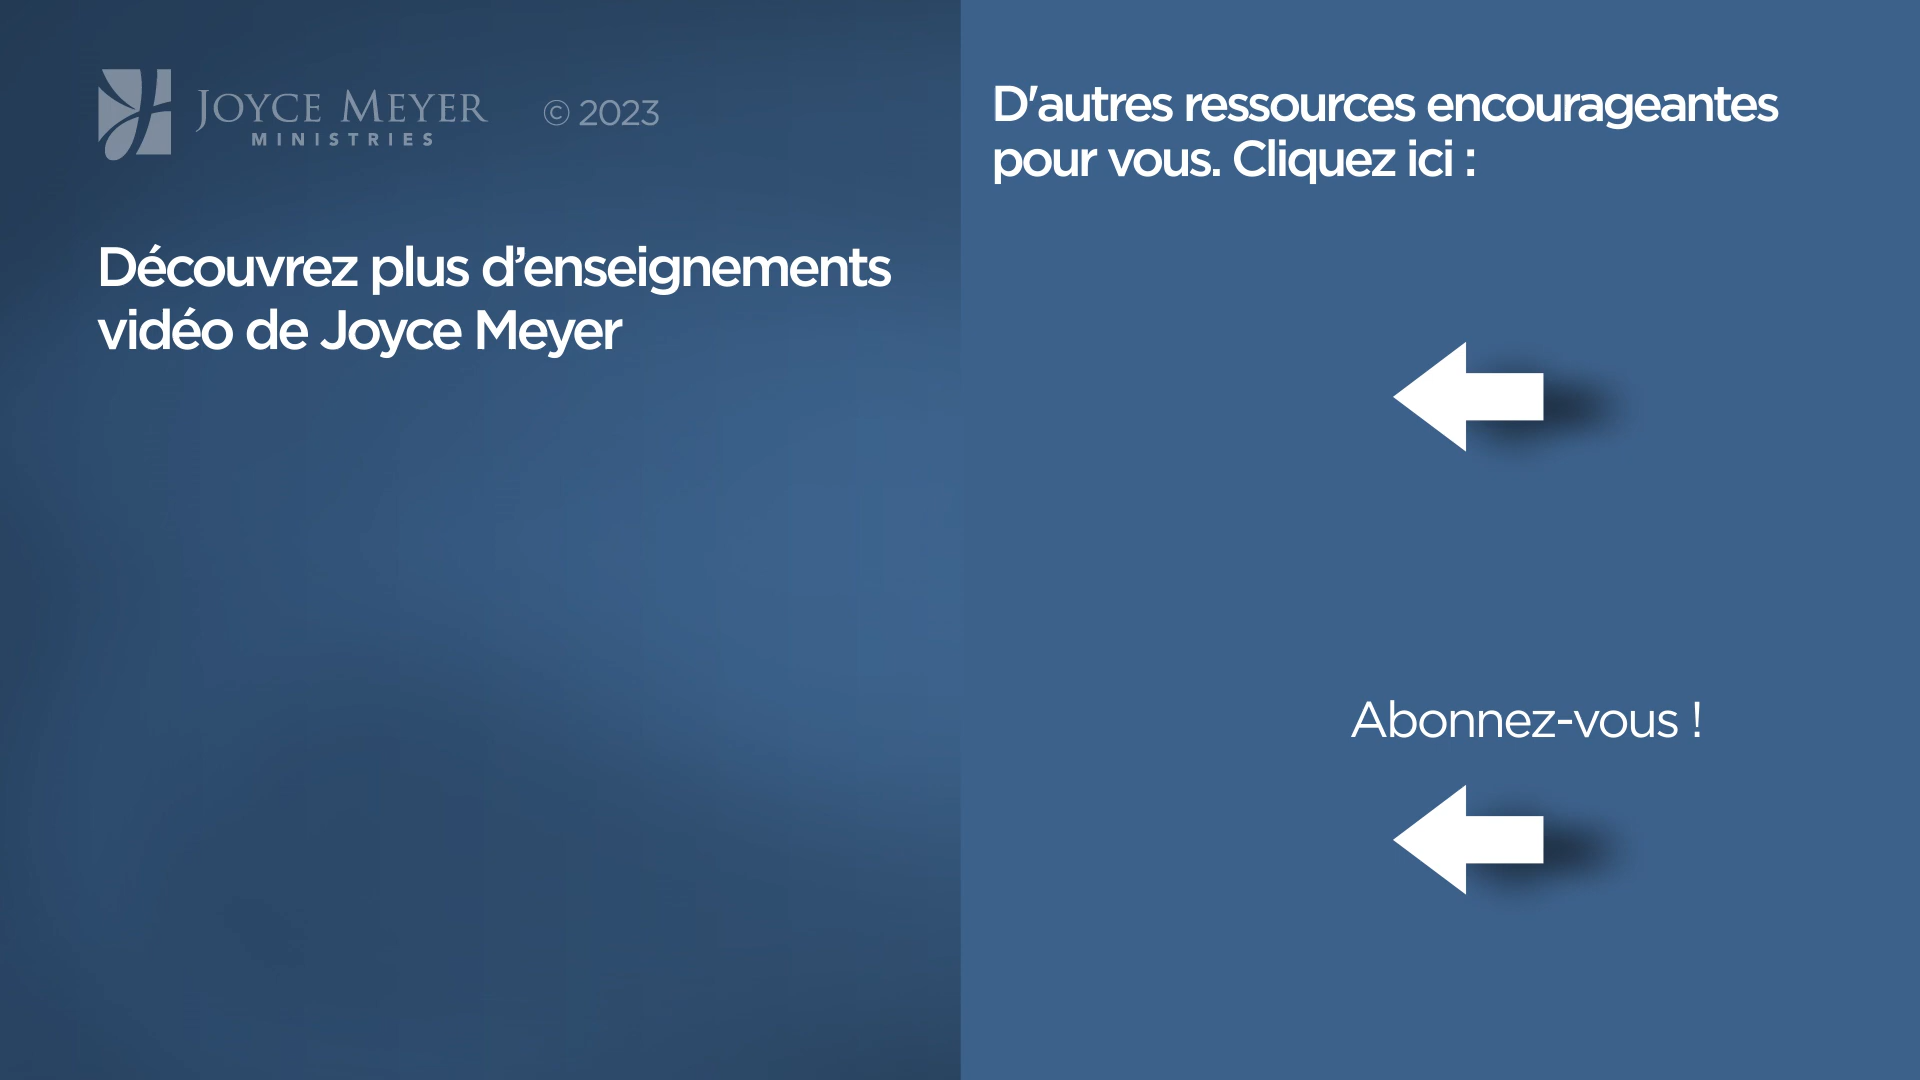 JOYCE MEYER
MINISTRIES
© 2023
Découvrez plus d’enseignements
vidéo de Joyce Meyer
D'autres ressources encourageantes
pour vous. Cliquez ici :
Abonnez-vous !